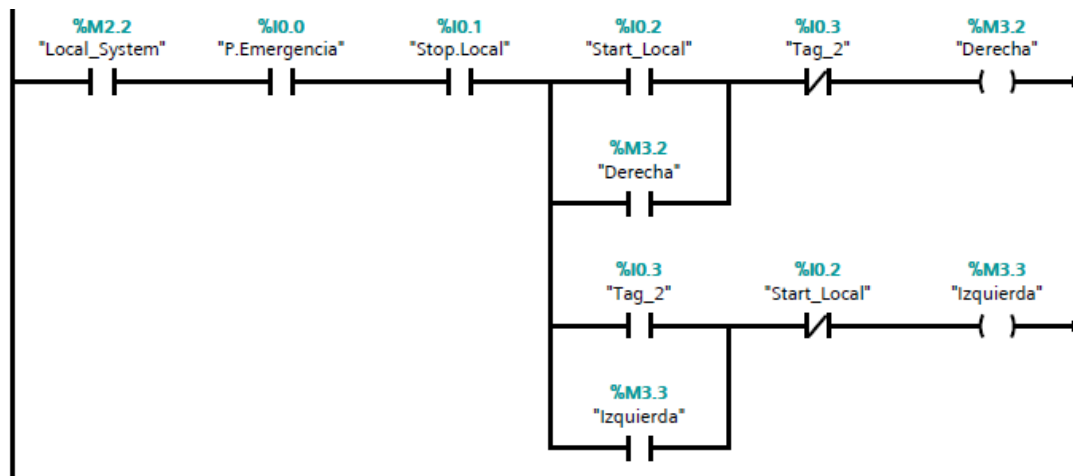 %M2.2
"Local_System"
%I0.0
"P.Emergencia"
%I0.1
"Stop.Local"
%I0.2
"Start_Local"
%I0.3
"Tag_2"
%M3.2
"Derecha"
%M3.2
"Derecha"
%I0.3
"Tag_2"
%I0.2
"Start_Local"
%M3.3
"Izquierda"
%M3.3
"Izquierda"